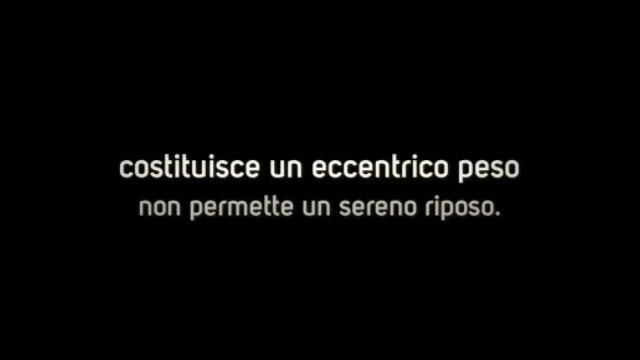 costituisce un eccentrico peso
non permette un sereno riposo.